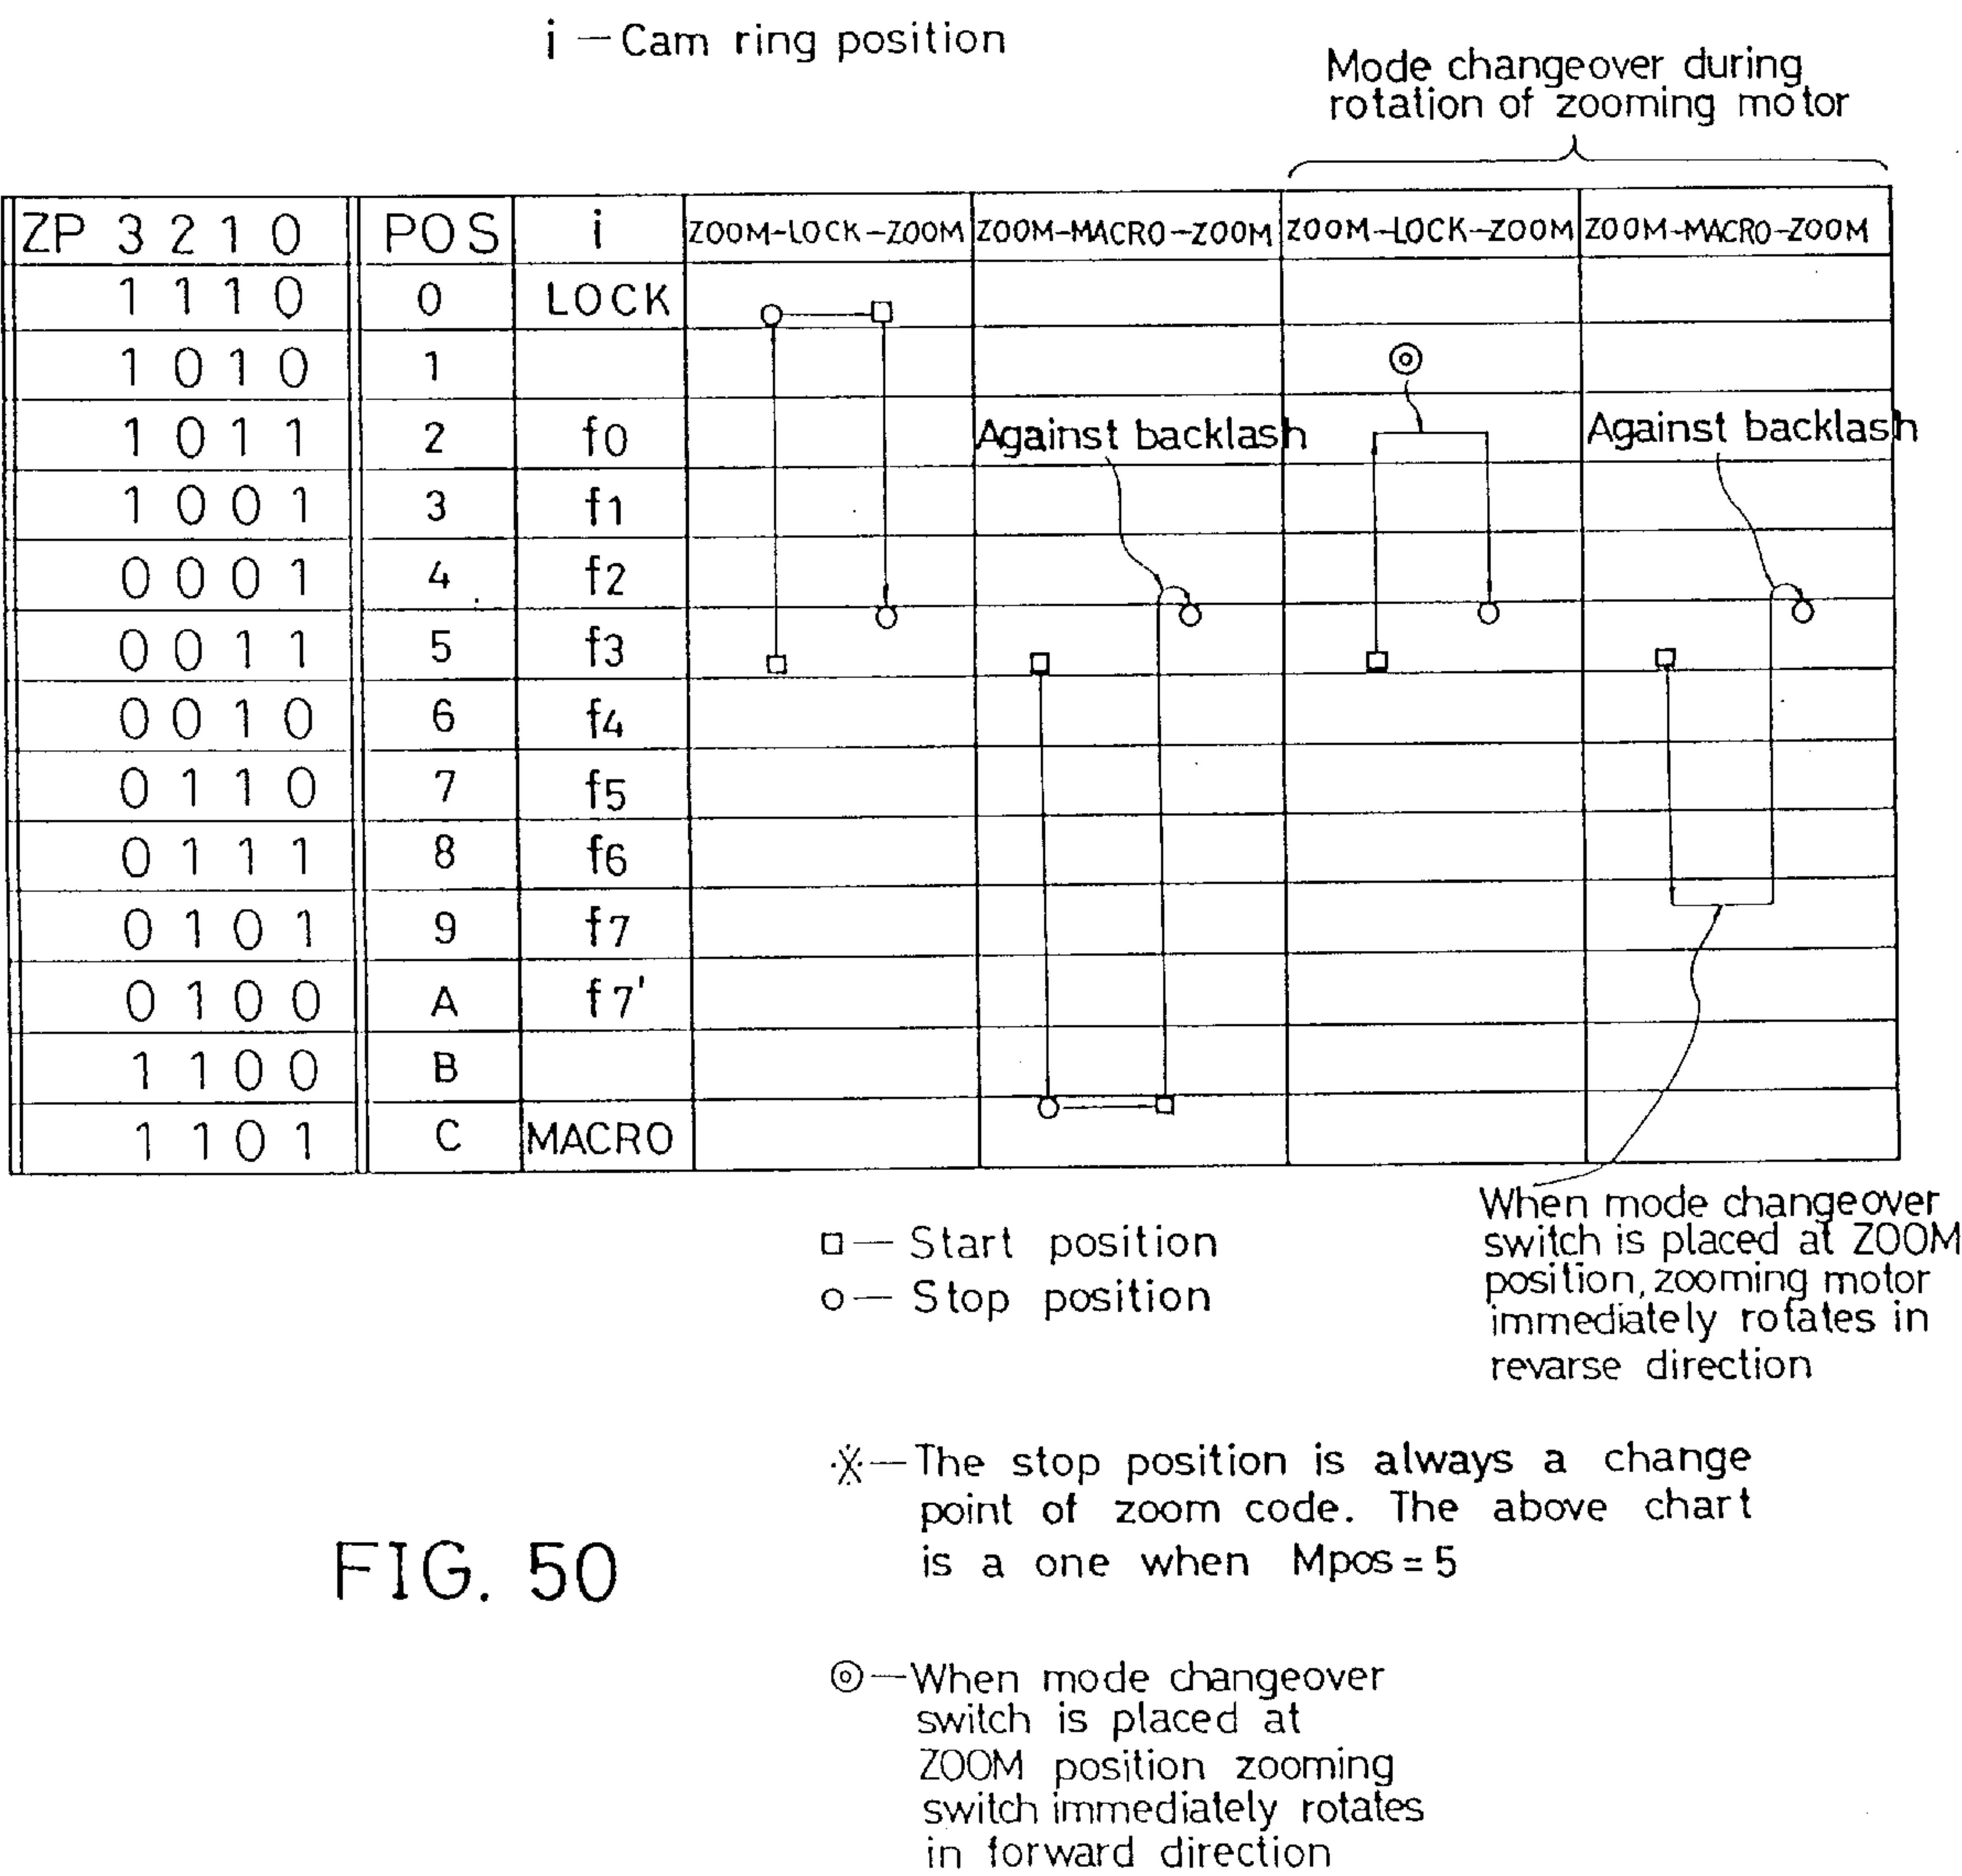 i — Cam ring position
Mode changeover during
rotation of zooming motor
ZP 3 2 1 0 POS i ZOOM-LOCK-ZOOM ZOOM-MACRO-ZOOM ZOOM-LOCK-ZOOM ZOOM-MACRO-ZOOM
1 1 1 0 0 LOCK
1 0 1 0 1
1 0 1 1 2 f0 Against backlash Against backlash
1 0 0 1 3 f1
0 0 0 1 4 f2
0 0 1 1 5 f3
0 0 1 0 6 f4
0 1 1 0 7 f5
0 1 1 1 8 f6
0 1 0 1 9 f7
0 1 0 0 A f7'
1 1 0 0 B
1 1 0 1 C MACRO
□ — Start position
○ — Stop position
When mode changeover
switch is placed at ZOOM
position, zooming motor
immediately rotates in
revarse direction
※ — The stop position is always a change
point of zoom code. The above chart
is a one when Mpos = 5
FIG. 50
◎ — When mode changeover
switch is placed at
ZOOM position zooming
switch immediately rotates
in forward direction